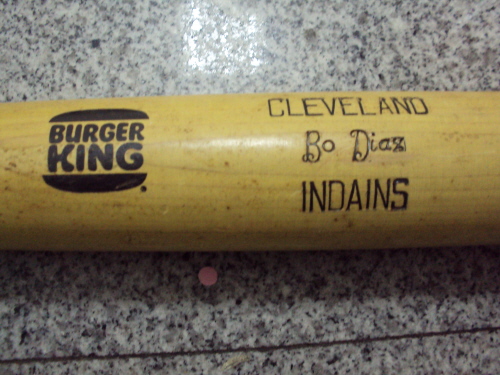 BURGER
KING
CLEVELAND
Bo Diaz
INDAINS